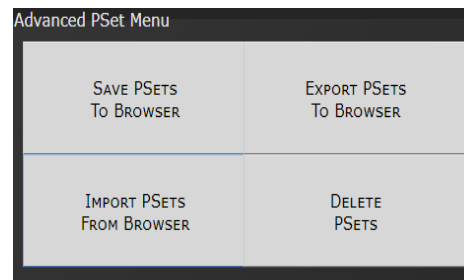 Advanced PSet Menu
Save PSets
To Browser
Export PSets
To Browser
Import PSets
From Browser
Delete
PSets